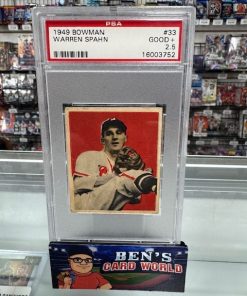 PSA
1949 BOWMAN #33
WARREN SPAHN GOOD +
2.5
16003752
BEN'S
CARD WORLD